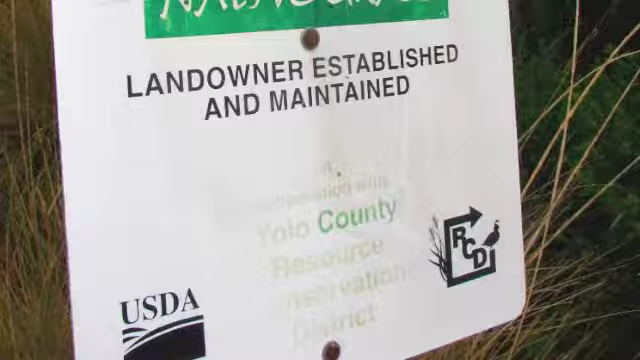 LANDOWNER ESTABLISHED
AND MAINTAINED
Yolo County
Resource
District
RCD
USDA